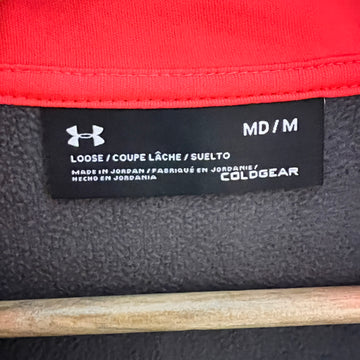 MD / M
LOOSE / COUPE LÂCHE / SUELTO
MADE IN JORDAN / FABRIQUÉ EN JORDANIE /
HECHO EN JORDANIA
COLDGEAR